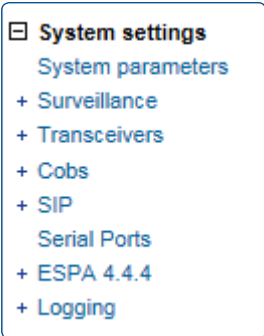 System settings
System parameters
+ Surveillance
+ Transceivers
+ Cobs
+ SIP
Serial Ports
+ ESPA 4.4.4
+ Logging